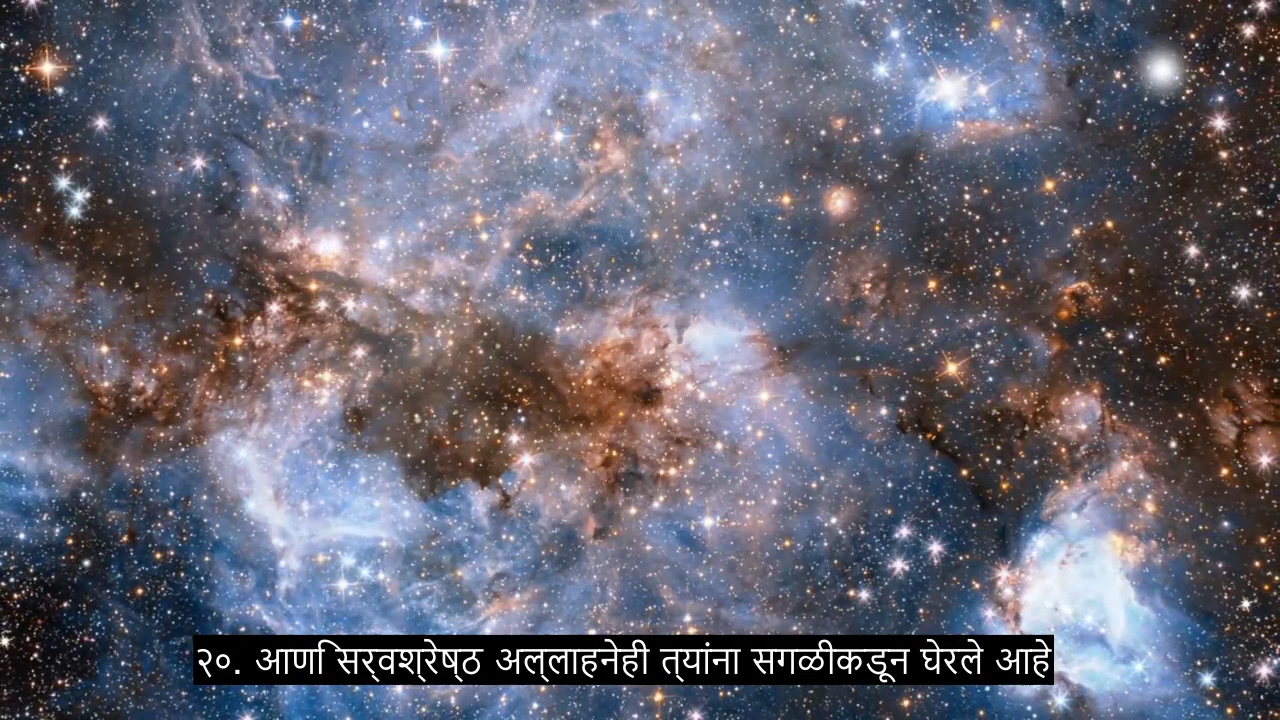 २०. आणि सर्वश्रेष्ठ अल्लाहनेही त्यांना सगळीकडून घेरले आहे